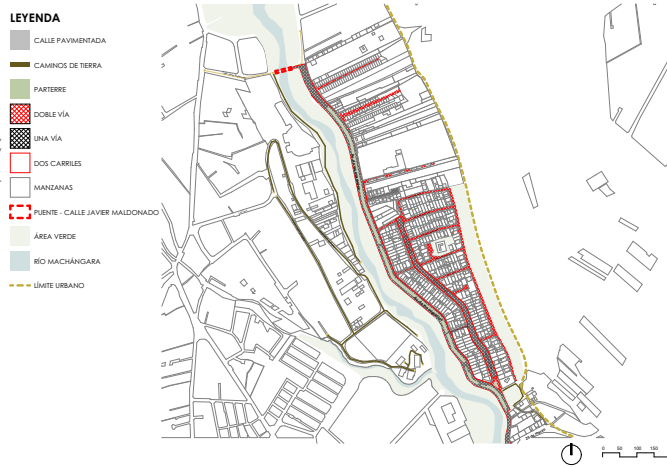 LEYENDA
CALLE PAVIMENTADA
CAMINOS DE TIERRA
PARTERRE
DOBLE VÍA
UNA VÍA
DOS CARRILES
MANZANAS
PUENTE - CALLE JAVIER MALDONADO
ÁREA VERDE
RÍO MACHÁNGARA
LÍMITE URBANO
0 50 100 150